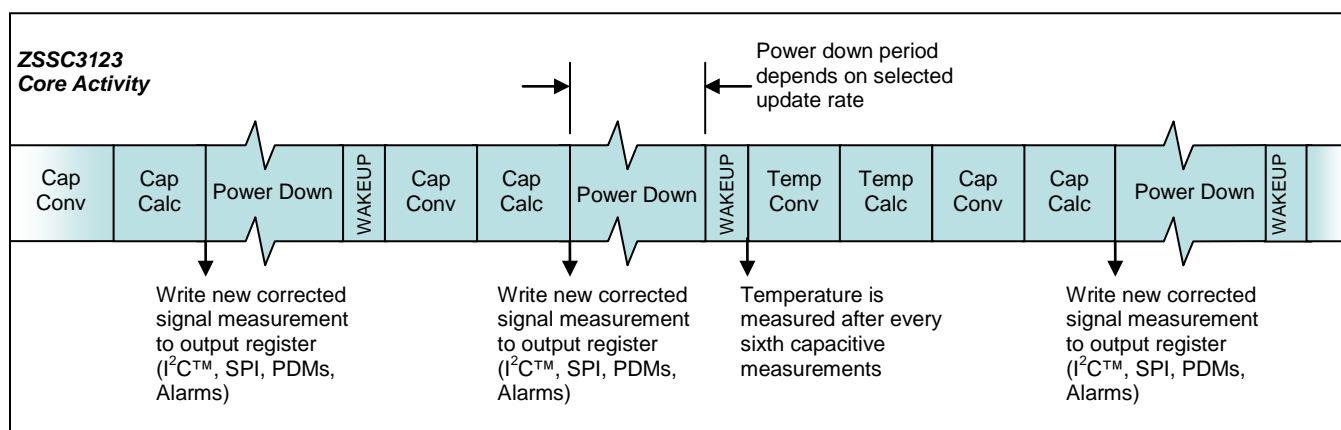 ZSSC3123
Core Activity
Power down period
depends on selected
update rate
Cap
Conv
Cap
Calc
Power Down
WAKEUP
Cap
Conv
Cap
Calc
Power Down
WAKEUP
Temp
Conv
Temp
Calc
Cap
Conv
Cap
Calc
Power Down
WAKEUP
Write new corrected
signal measurement
to output register
(I²C™, SPI, PDMs,
Alarms)
Write new corrected
signal measurement
to output register
(I²C™, SPI, PDMs,
Alarms)
Temperature is
measured after every
sixth capacitive
measurements
Write new corrected
signal measurement
to output register
(I²C™, SPI, PDMs,
Alarms)